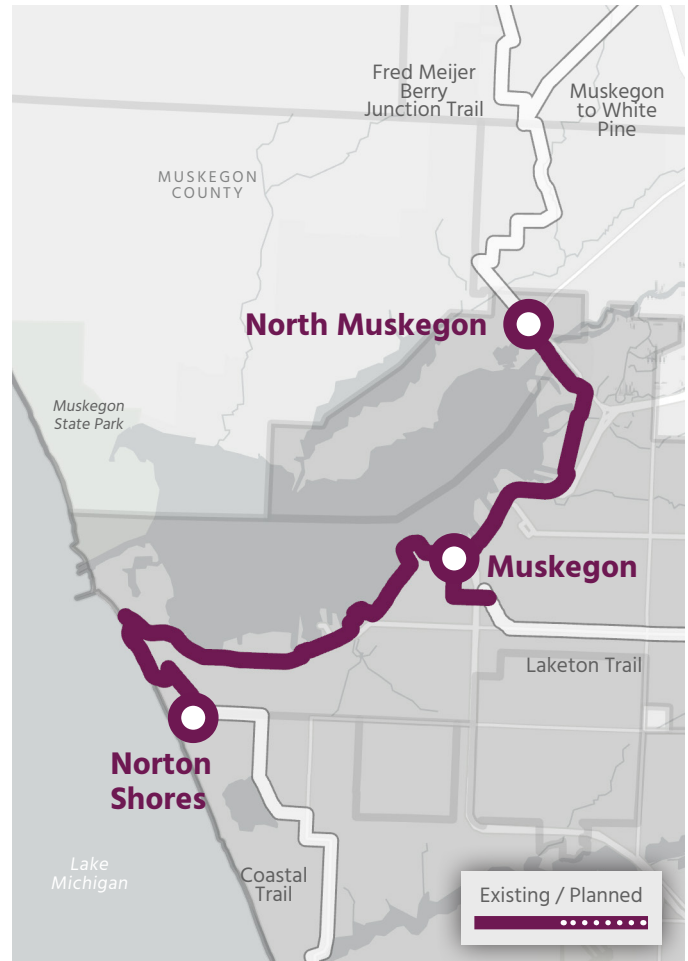 Fred Meijer
Berry
Junction Trail
Muskegon
to White
Pine
MUSKEGON
COUNTY
North Muskegon
Muskegon
State Park
Muskegon
Laketon Trail
Norton
Shores
Lake
Michigan
Coastal
Trail
Existing / Planned